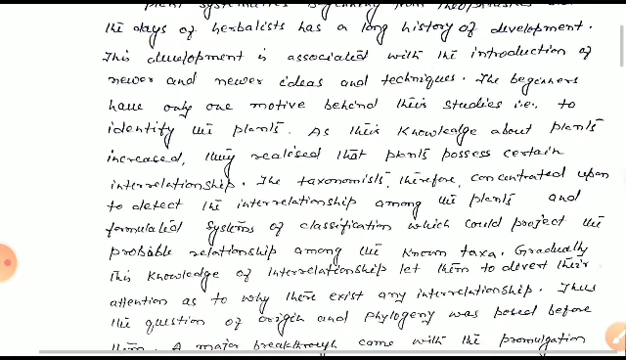 plant systematics beginning from Theophrastus
the days of herbalists has a long history of development.
This development is associated with the introduction of
newer and newer ideas and techniques. The beginners
have only one motive behind their studies i.e., to
identify the plants. As their knowledge about plants
increased, they realised that plants possess certain
interrelationship. The taxonomists, therefore, concentrated upon
to detect the interrelationship among the plants and
formulated systems of classification which could project the
probable relationship among the known taxa. Gradually
this knowledge of interrelationship let them to divert their
attention as to why there exist any interrelationship. Thus
the question of origin and phylogeny was posed before
them. A major breakthrough came with the promulgation